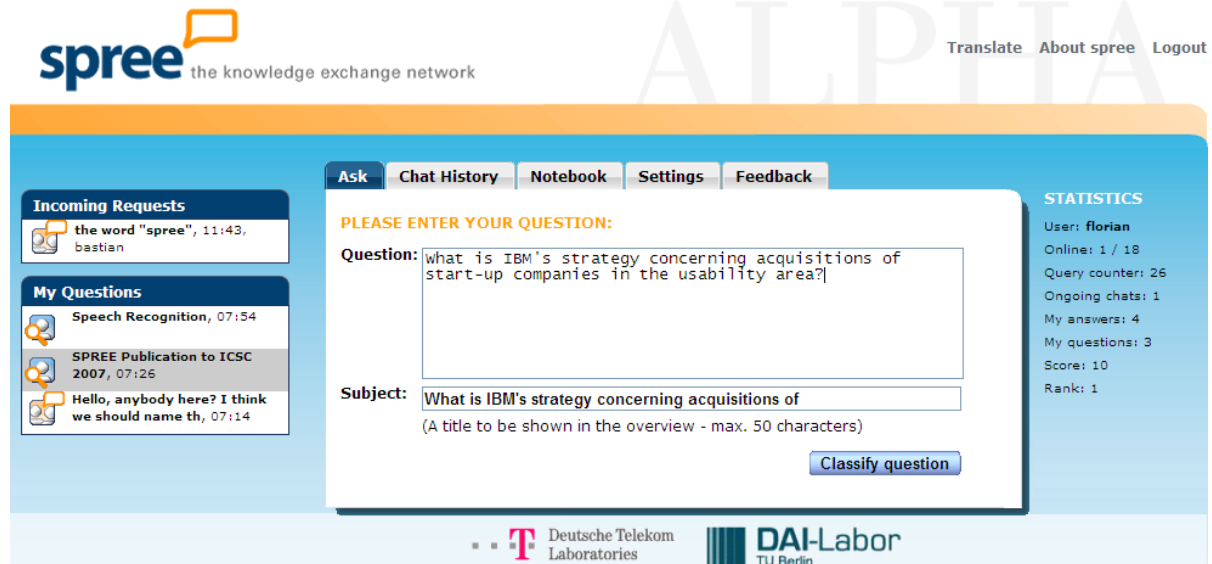 ALPHA
spree the knowledge exchange network
Translate About spree Logout
Ask Chat History Notebook Settings Feedback
Incoming Requests
the word "spree", 11:43,
bastian
My Questions
Speech Recognition, 07:54
SPREE Publication to ICSC
2007, 07:26
Hello, anybody here? I think
we should name th, 07:14
PLEASE ENTER YOUR QUESTION:
Question: what is IBM's strategy concerning acquisitions of
start-up companies in the usability area?
Subject: What is IBM's strategy concerning acquisitions of
(A title to be shown in the overview - max. 50 characters)
Classify question
STATISTICS
User: florian
Online: 1 / 18
Query counter: 26
Ongoing chats: 1
My answers: 4
My questions: 3
Score: 10
Rank: 1
T Deutsche Telekom
Laboratories
DAI-Labor
TU Berlin